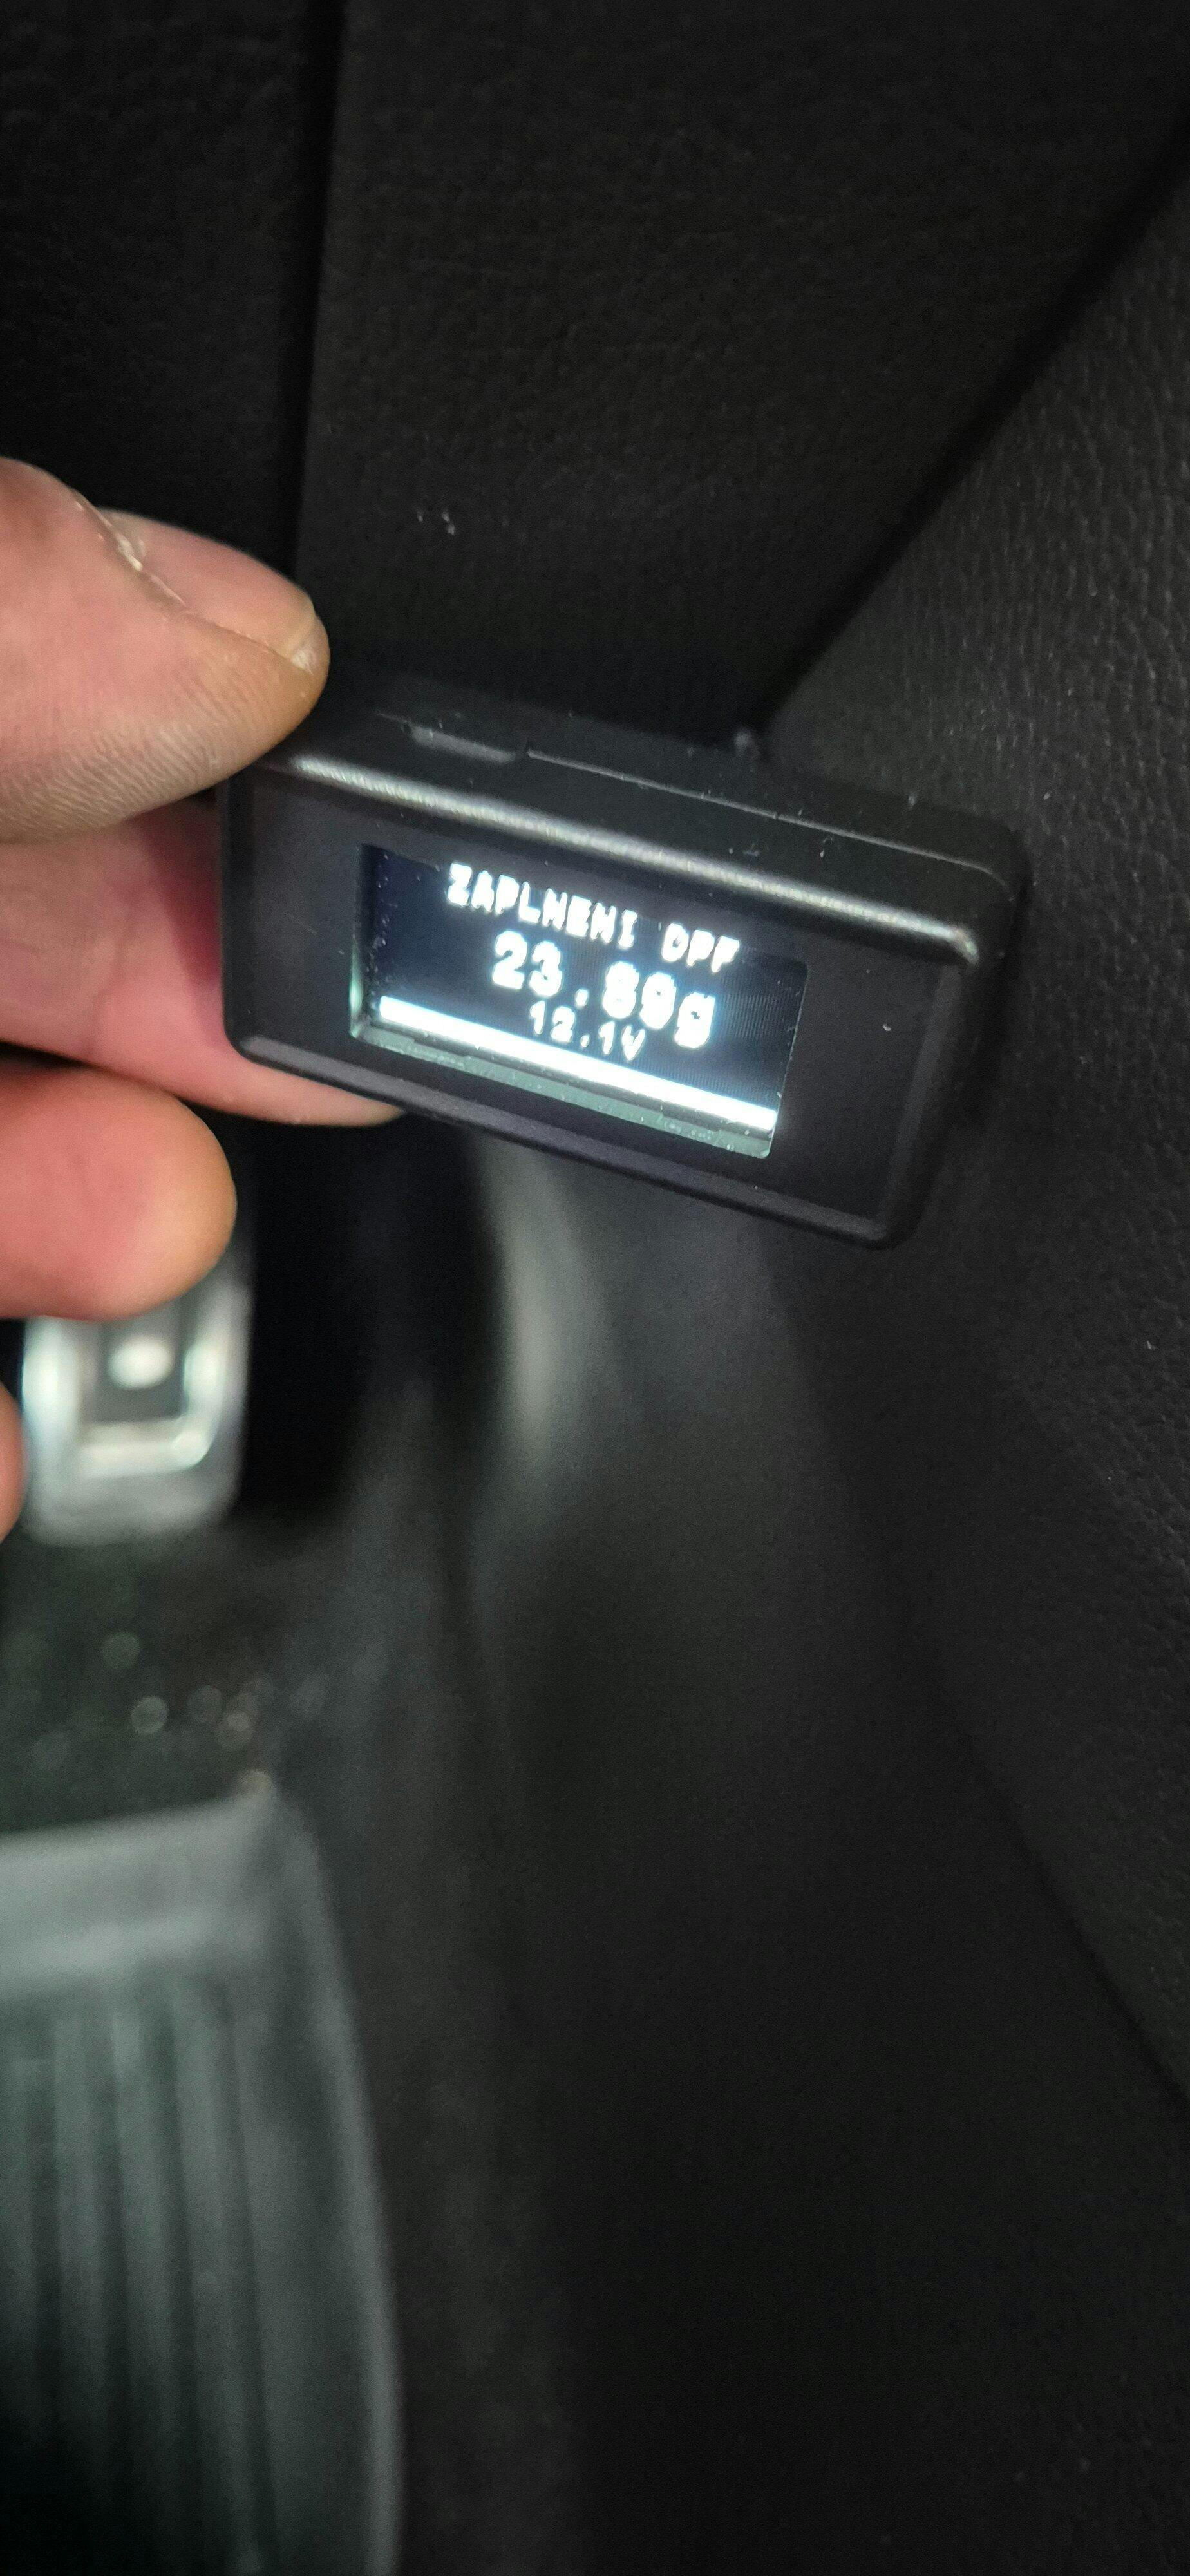 ZAPLNENI DPF
23.89g
12.1V